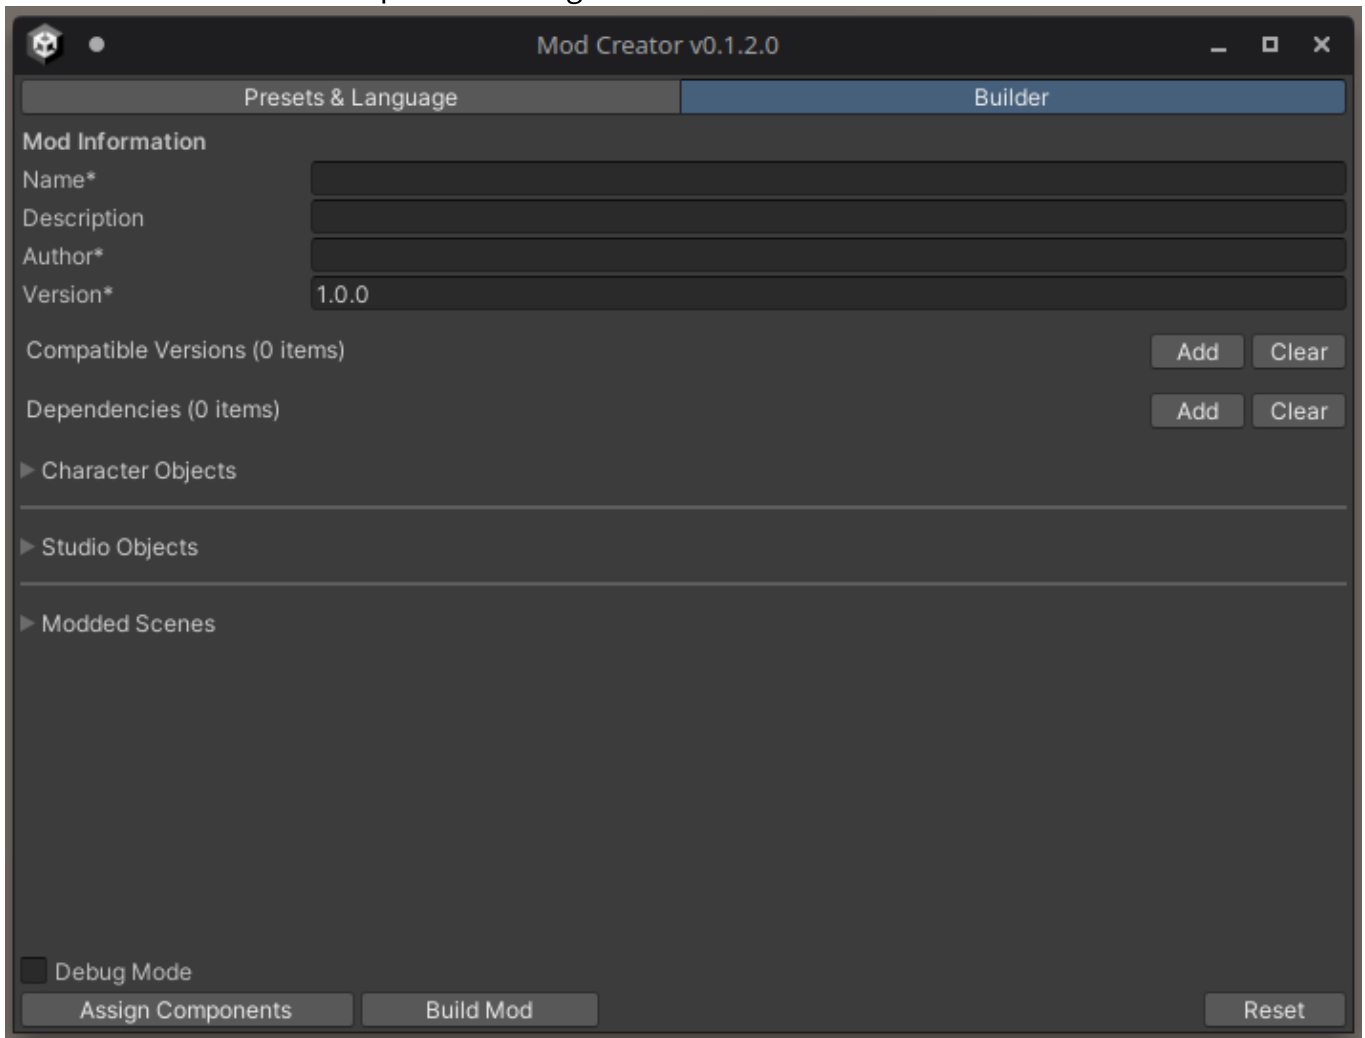 Mod Creator v0.1.2.0
Presets & Language Builder
Mod Information
Name*
Description
Author*
Version* 1.0.0
Compatible Versions (0 items) Add Clear
Dependencies (0 items) Add Clear
Character Objects
Studio Objects
Modded Scenes
Debug Mode
Assign Components Build Mod Reset